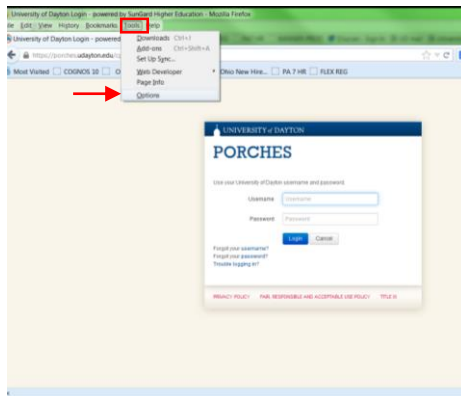 University of Dayton Login - powered by SunGard Higher Education - Mozilla Firefox
Edit View History Bookmarks Tools Help
University of Dayton Login - powered
https://porches.udayton.edu
Most Visited COGNOS 10 Ohio New Hire... PA 7 HR FLEX REG
Downloads Ctrl+J
Add-ons Ctrl+Shift+A
Set Up Sync...
Web Developer
Page Info
Options
UNIVERSITY of DAYTON
PORCHES
Use your University of Dayton username and password.
Username Username
Password Password
Login Cancel
Forgot your username?
Forgot your password?
Trouble logging in?
PRIVACY POLICY FAIR, RESPONSIBLE AND ACCEPTABLE USE POLICY TITLE IX